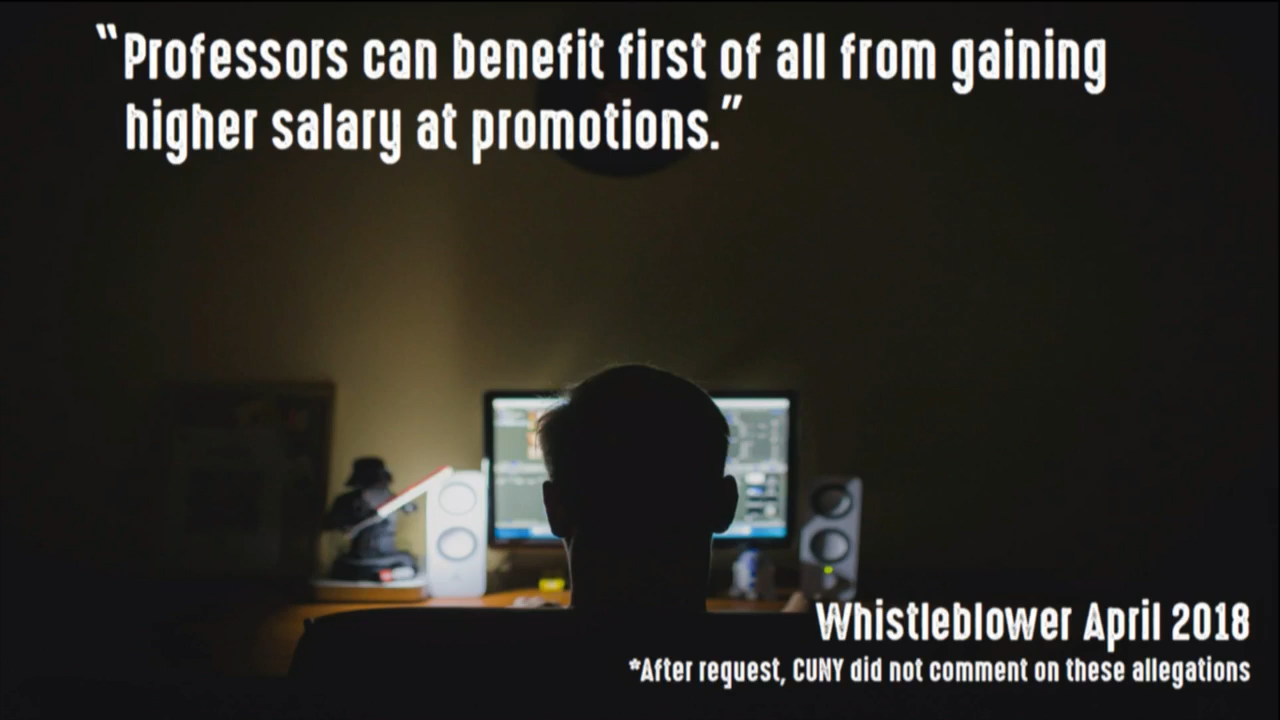 “Professors can benefit first of all from gaining
higher salary at promotions.”
Whistleblower April 2018
*After request, CUNY did not comment on these allegations